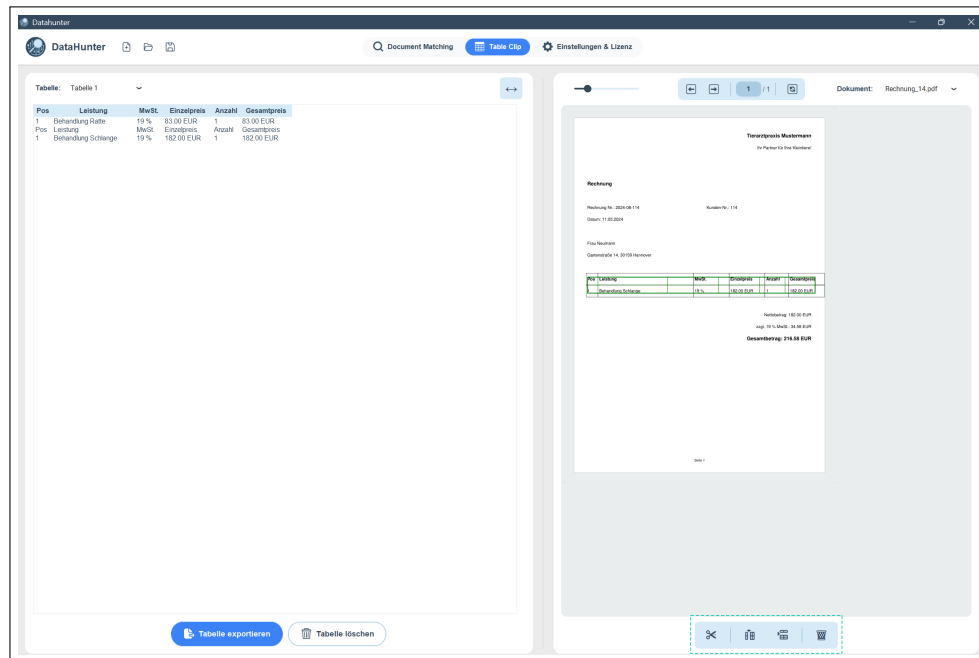 Datahunter
DataHunter
Document Matching
Table Clip
Einstellungen & Lizenz
Tabelle: Tabelle 1
Pos Leistung MwSt. Einzelpreis Anzahl Gesamtpreis
1 Behandlung Ratte 19 % 83.00 EUR 1 83.00 EUR
Pos Leistung MwSt. Einzelpreis Anzahl Gesamtpreis
1 Behandlung Schlange 19 % 182.00 EUR 1 182.00 EUR
Tabelle exportieren
Tabelle löschen
1 / 1
Dokument: Rechnung_14.pdf
Tierarztpraxis Mustermann
Ihr Partner für Ihre Kleintiere!
Rechnung
Rechnung Nr.: 2024-08-114 Kunden-Nr.: 114
Datum: 11.05.2024
Frau Neumann
Gartenstraße 14, 30159 Hannover
Pos Leistung MwSt. Einzelpreis Anzahl Gesamtpreis
1 Behandlung Schlange 19 % 182.00 EUR 1 182.00 EUR
Nettobetrag: 182.00 EUR
zzgl. 19 % MwSt.: 34.58 EUR
Gesamtbetrag: 216.58 EUR
Seite 1